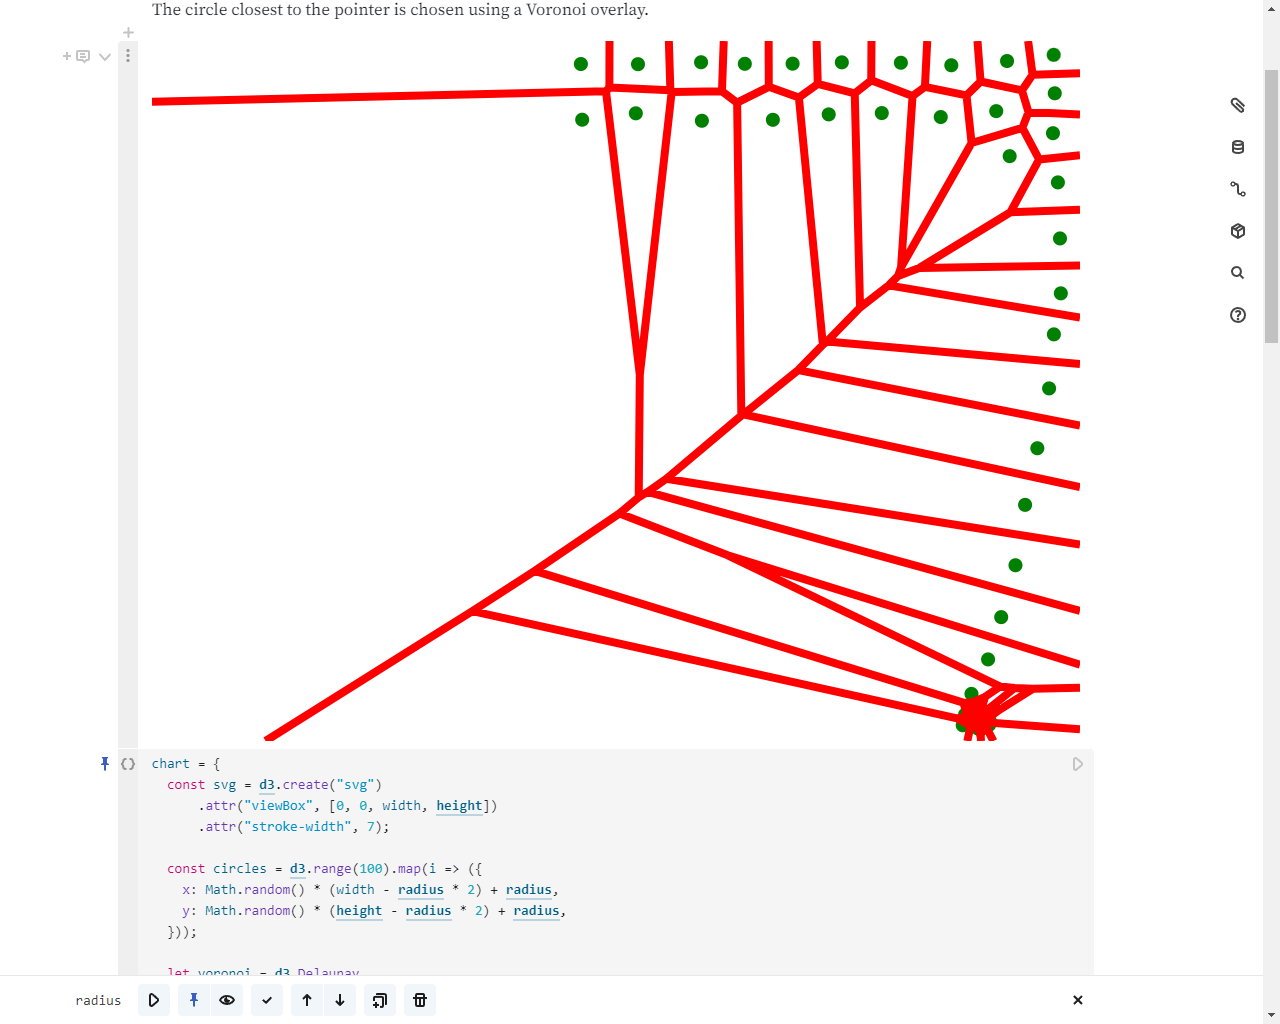 The circle closest to the pointer is chosen using a Voronoi overlay.
chart = {
const svg = d3.create("svg")
.attr("viewBox", [0, 0, width, height])
.attr("stroke-width", 7);
const circles = d3.range(100).map(i => ({
x: Math.random() * (width - radius * 2) + radius,
y: Math.random() * (height - radius * 2) + radius,
}));
let voronoi = d3.Delaunay
radius